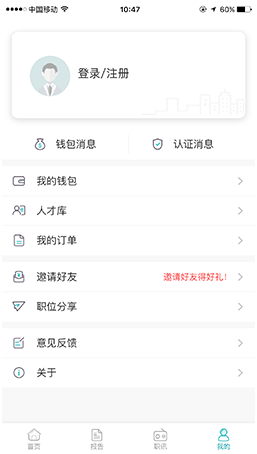 中国移动 10:47 60%
登录/注册
钱包消息 认证消息
我的钱包
人才库
我的订单
邀请好友 邀请好友得好礼!
职位分享
意见反馈
关于
首页 报告 职讯 我的